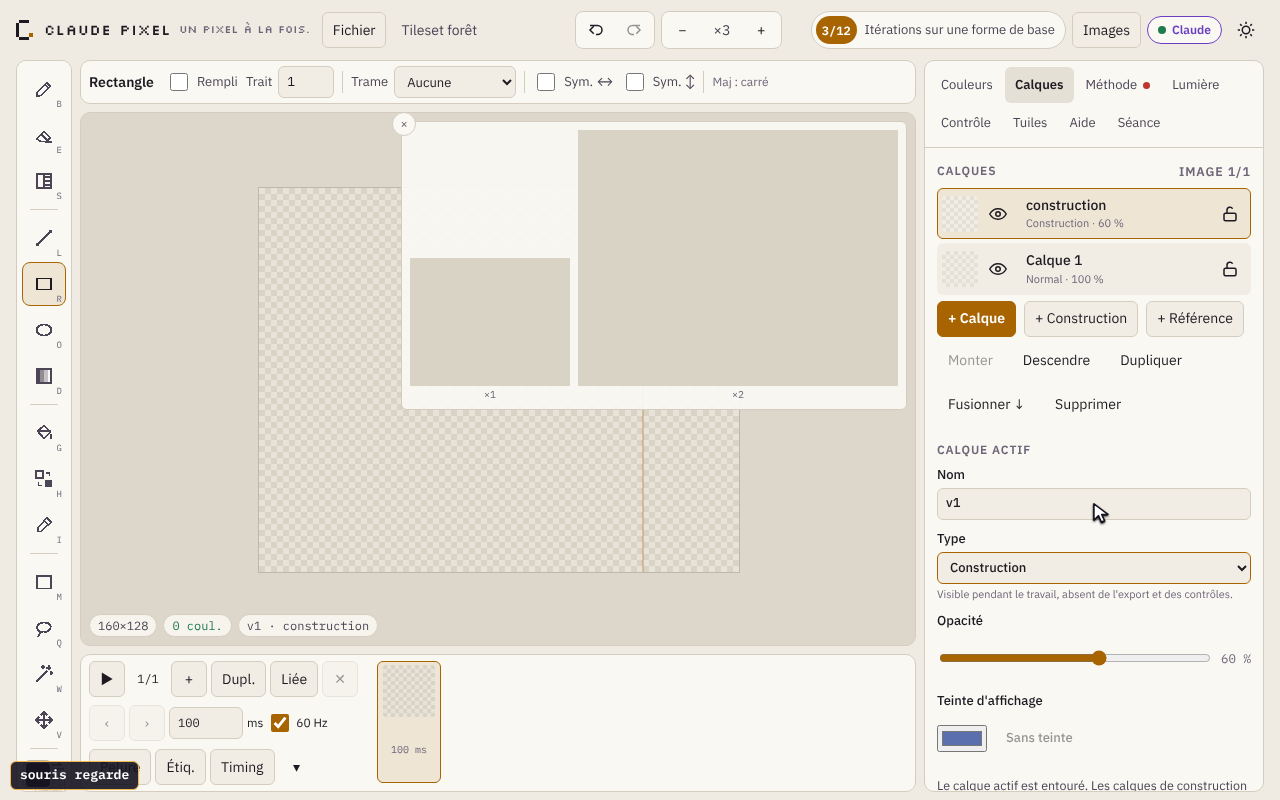 CLAUDE PIXEL UN PIXEL À LA FOIS. Fichier Tileset forêt − ×3 + 3/12 Itérations sur une forme de base Images Claude
Rectangle Rempli Trait 1 Trame Aucune Sym. ↔ Sym. ↕ Maj : carré
B
E
S
L
R
O
D
G
H
I
M
Q
W
V
×
×1 ×2
160×128 0 coul. v1 · construction
1/1 + Dupl. Liée ×
‹ › 100 ms 60 Hz
Étiq. Timing ▼
100 ms
souris regarde
Couleurs Calques Méthode Lumière
Contrôle Tuiles Aide Séance
CALQUES IMAGE 1/1
construction
Construction · 60 %
Calque 1
Normal · 100 %
+ Calque + Construction + Référence
Monter Descendre Dupliquer
Fusionner ↓ Supprimer
CALQUE ACTIF
Nom
v1
Type
Construction
Visible pendant le travail, absent de l'export et des contrôles.
Opacité
60 %
Teinte d'affichage
Sans teinte
Le calque actif est entouré. Les calques de construction